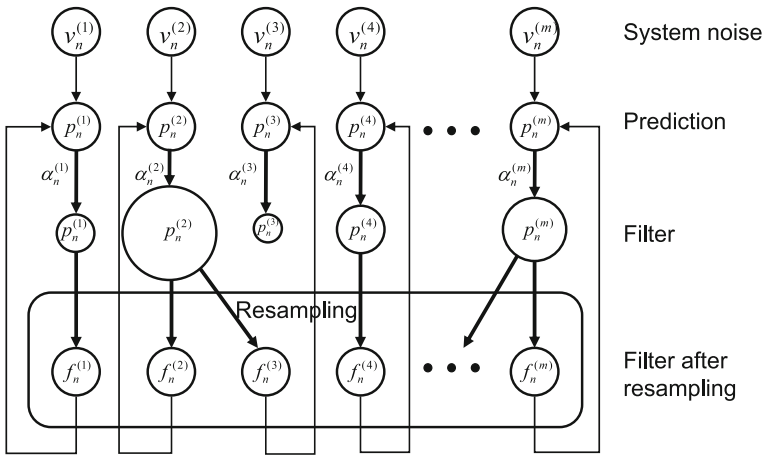 v_n^{(1)} v_n^{(2)} v_n^{(3)} v_n^{(4)} v_n^{(m)} System noise
p_n^{(1)} p_n^{(2)} p_n^{(3)} p_n^{(4)} • • • p_n^{(m)} Prediction
α_n^{(1)} α_n^{(2)} α_n^{(3)} α_n^{(4)} α_n^{(m)}
p_n^{(1)} p_n^{(2)} p_n^{(3)} p_n^{(4)} p_n^{(m)} Filter
Resampling
f_n^{(1)} f_n^{(2)} f_n^{(3)} f_n^{(4)} • • • f_n^{(m)} Filter after
resampling